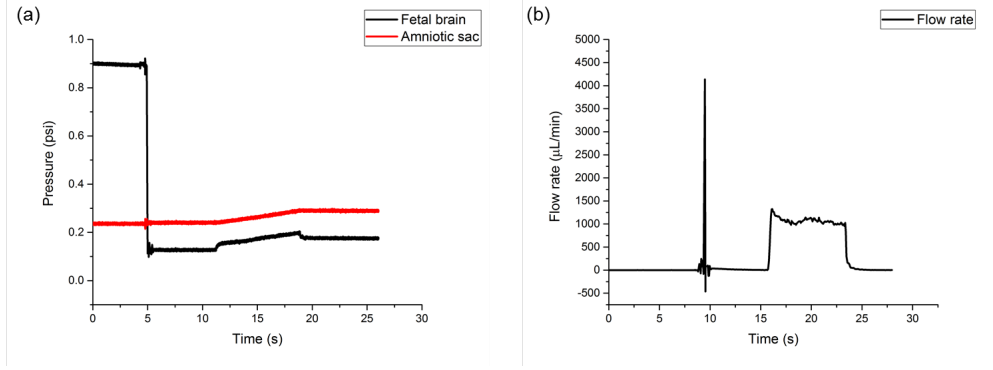 (a)
Fetal brain
Amniotic sac
1.0
0.8
0.6
0.4
0.2
0.0
Pressure (psi)
0 5 10 15 20 25 30
Time (s)
(b)
Flow rate
5000
4500
4000
3500
3000
2500
2000
1500
1000
500
0
-500
Flow rate (μL/min)
0 5 10 15 20 25 30
Time (s)